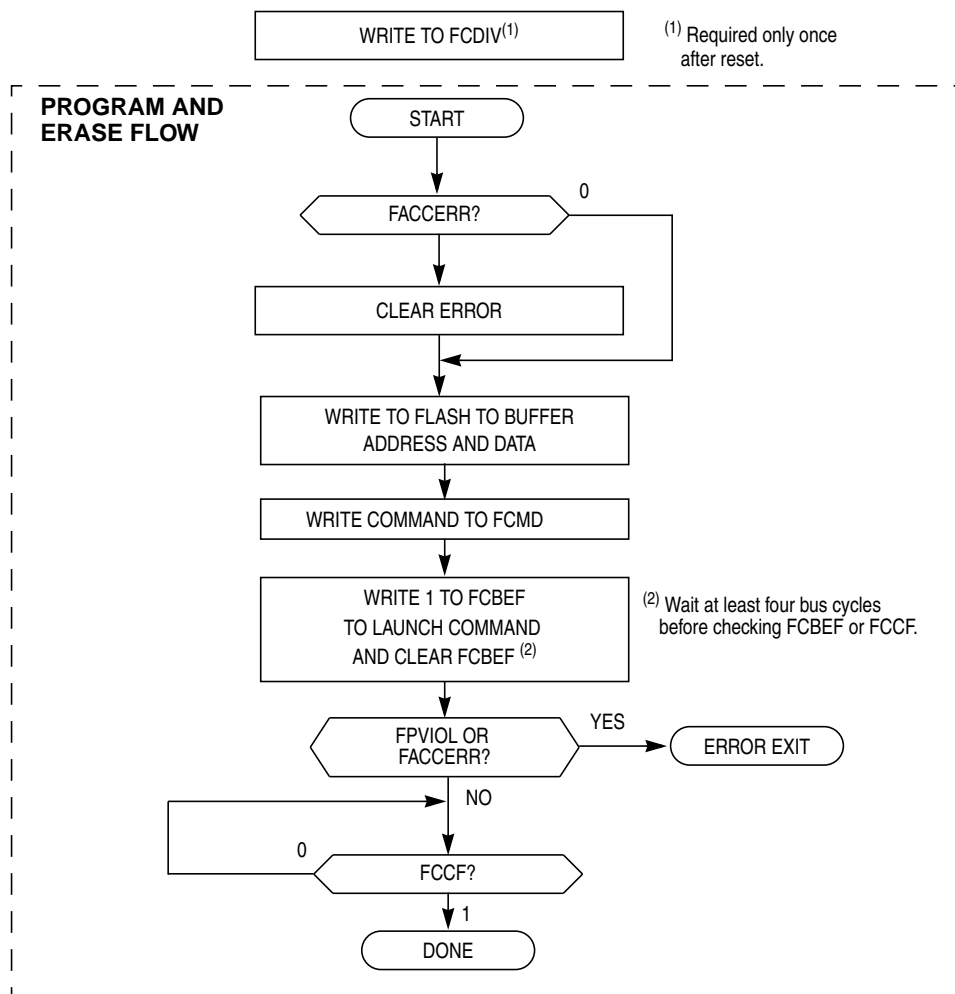 WRITE TO FCDIV(1)
(1) Required only once
after reset.
PROGRAM AND
ERASE FLOW
START
0
FACCERR?
CLEAR ERROR
WRITE TO FLASH TO BUFFER
ADDRESS AND DATA
WRITE COMMAND TO FCMD
WRITE 1 TO FCBEF
TO LAUNCH COMMAND
AND CLEAR FCBEF (2)
(2) Wait at least four bus cycles
before checking FCBEF or FCCF.
FPVIOL OR
FACCERR?
YES
ERROR EXIT
NO
0
FCCF?
1
DONE